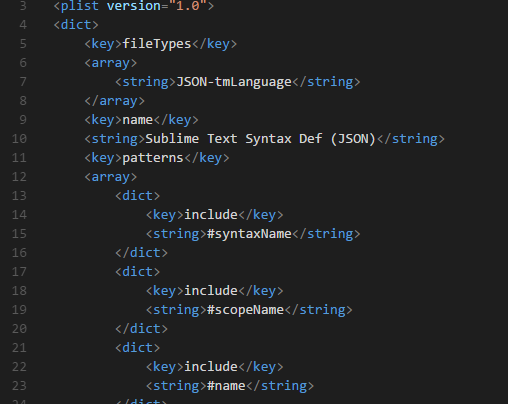 3 <plist version="1.0">
4 <dict>
5 <key>fileTypes</key>
6 <array>
7 <string>JSON-tmLanguage</string>
8 </array>
9 <key>name</key>
10 <string>Sublime Text Syntax Def (JSON)</string>
11 <key>patterns</key>
12 <array>
13 <dict>
14 <key>include</key>
15 <string>#syntaxName</string>
16 </dict>
17 <dict>
18 <key>include</key>
19 <string>#scopeName</string>
20 </dict>
21 <dict>
22 <key>include</key>
23 <string>#name</string>
24 </dict>